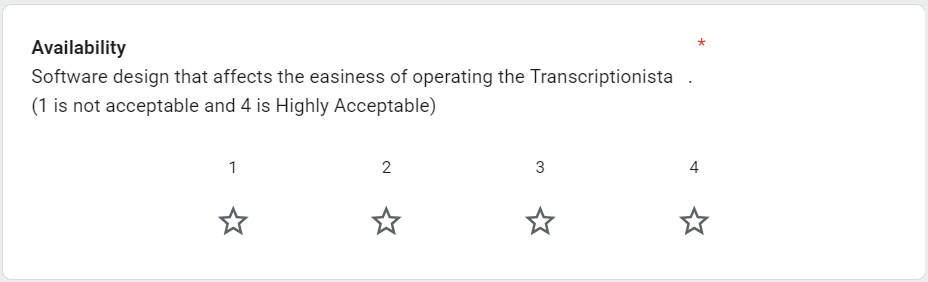 Availability *
Software design that affects the easiness of operating the Transcriptionista .
(1 is not acceptable and 4 is Highly Acceptable)
1 2 3 4